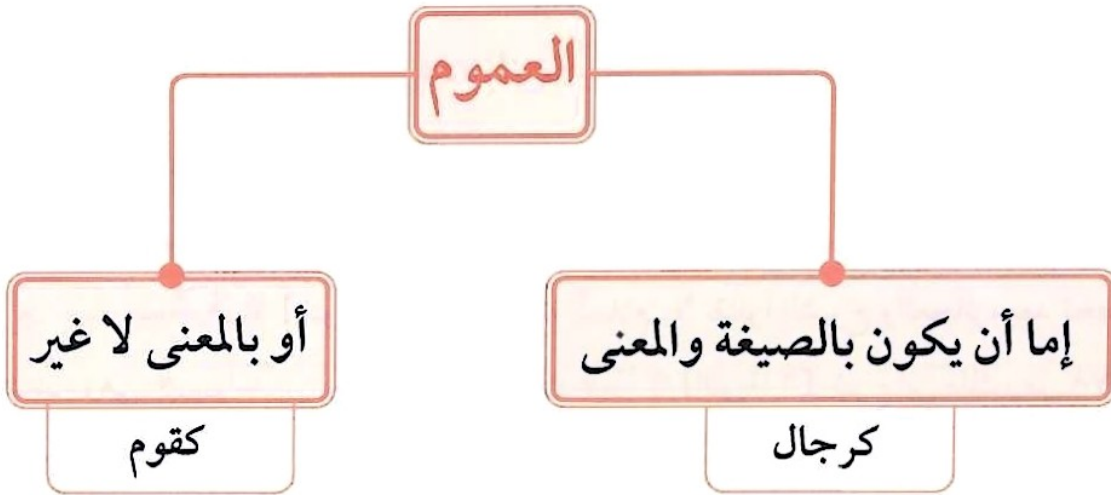 العموم
إما أن يكون بالصيغة والمعنى
كرجال
أو بالمعنى لا غير
كقوم